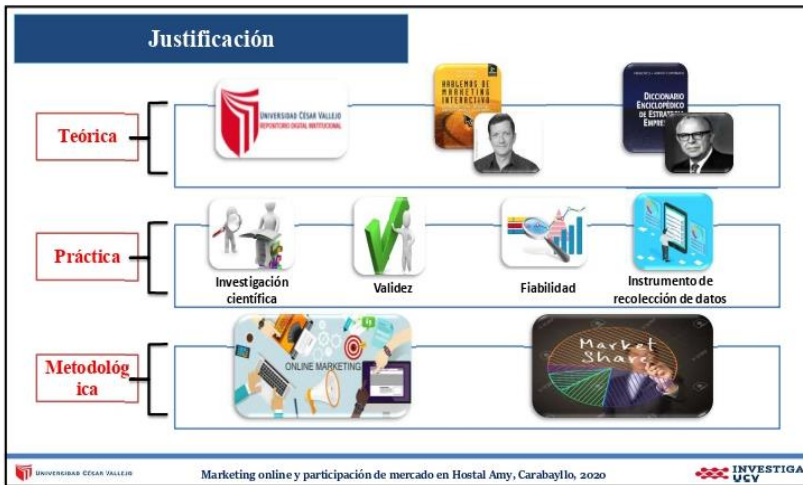 Justificación
Teórica
UNIVERSIDAD CÉSAR VALLEJO
REPOSITORIO DIGITAL INSTITUCIONAL
HABLEMOS DE
MARKETING
INTERACTIVO
DICCIONARIO
ENCICLOPÉDICO
DE ESTRATEGIA
Práctica
Investigación
científica
Validez
Fiabilidad
Instrumento de
recolección de datos
Metodológ
ica
ONLINE MARKETING
Market
Share
UNIVERSIDAD CÉSAR VALLEJO
Marketing online y participación de mercado en Hostal Amy, Carabayllo, 2020
INVESTIGA
UCV